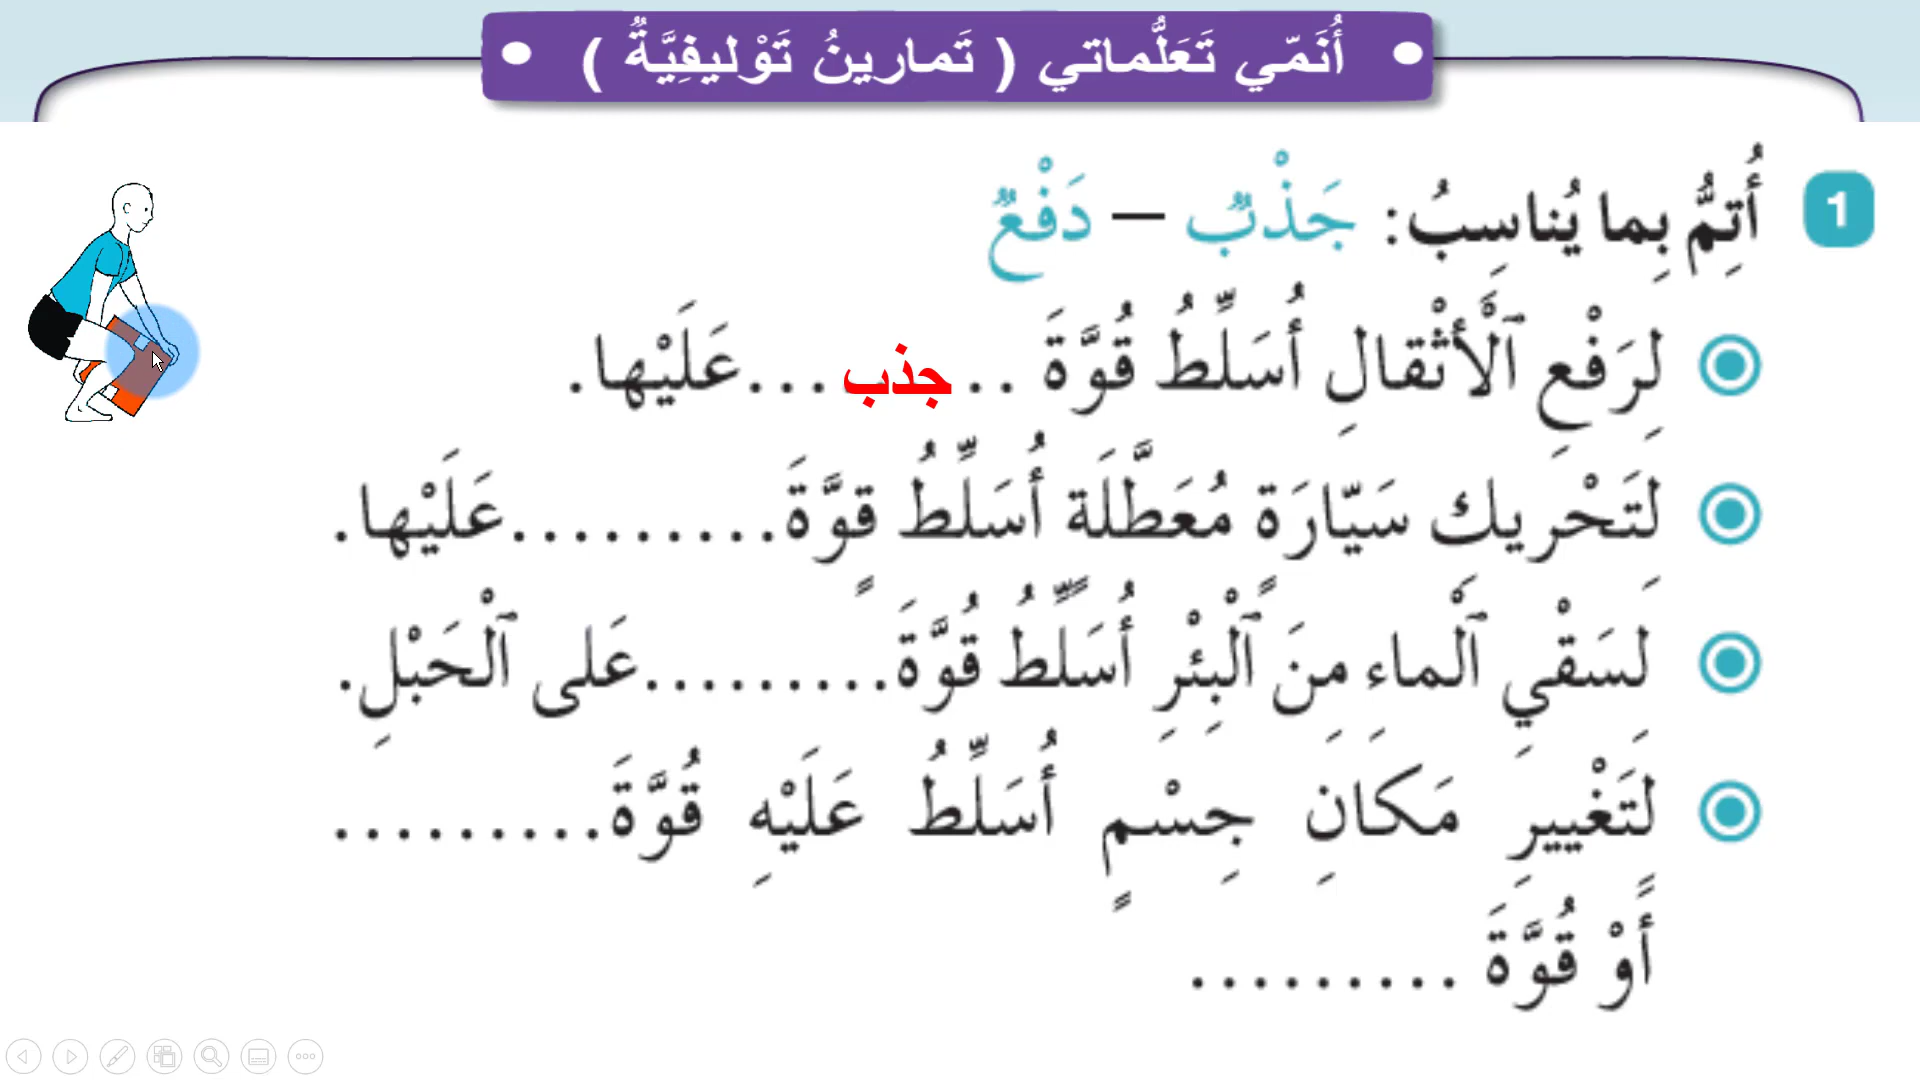 • أُنَمّي تَعَلُّماتي ( تَمارينُ تَوْليفِيَّةٌ ) •
1 أُتِمُّ بِما يُناسِبُ: جَذْبٌ – دَفْعٌ
لِرَفْعِ ٱلْأَثْقالِ أُسَلِّطُ قُوَّةَ .. جذب ...عَلَيْها.
لِتَحْريكِ سَيّارَةٍ مُعَطَّلَةٍ أُسَلِّطُ قُوَّةَ.........عَلَيْها.
لِسَقْيِ ٱلْماءِ مِنَ ٱلْبِئْرِ أُسَلِّطُ قُوَّةَ.........عَلى ٱلْحَبْلِ.
لِتَغْييرِ مَكانِ جِسْمٍ أُسَلِّطُ عَلَيْهِ قُوَّةَ.........
أَوْ قُوَّةَ .........